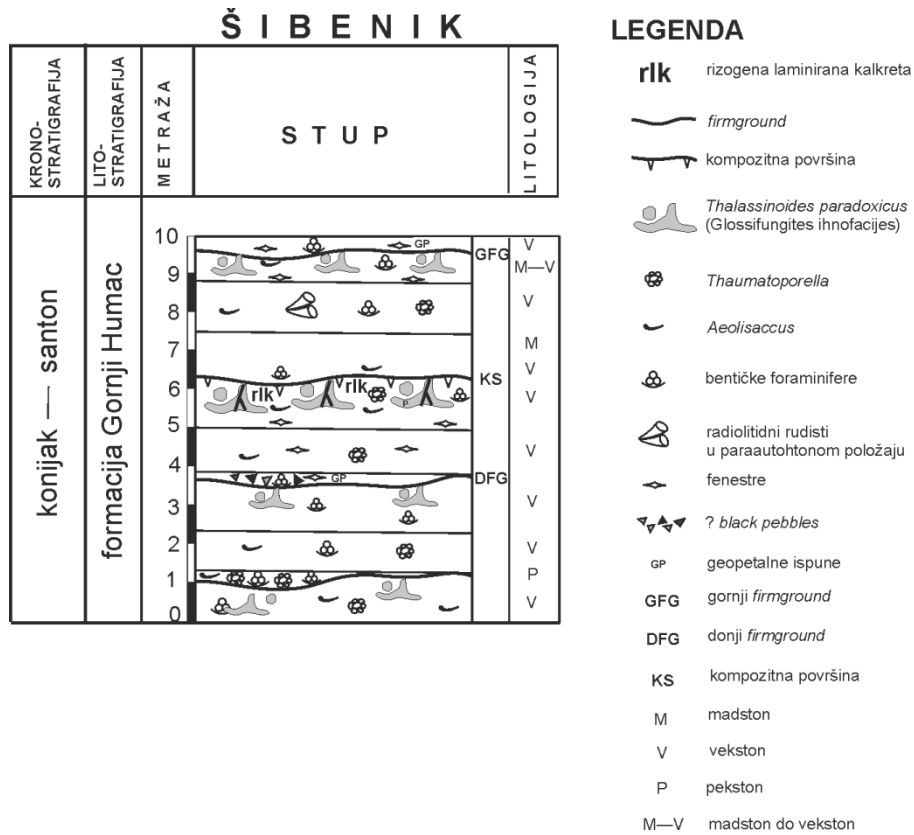 ŠIBENIK
KRONO-
STRATIGRAFIJA
LITO-
STRATIGRAFIJA
METRAŽA
STUP
LITOLOGIJA
konijak — santon
formacija Gornji Humac
10
9
8
7
6
5
4
3
2
1
0
GP
rlk
rlk
P
GP
GFG
KS
DFG
V
M—V
V
M
V
V
V
V
V
P
V
LEGENDA
rlk rizogena laminirana kalkreta
firmground
kompozitna površina
Thalassinoides paradoxicus
(Glossifungites ihnofacijes)
Thaumatoporella
Aeolisaccus
bentičke foraminifere
radiolitidni rudisti
u paraautohtonom položaju
fenestre
? black pebbles
GP geopetalne ispune
GFG gornji firmground
DFG donji firmground
KS kompozitna površina
M madston
V vekston
P pekston
M—V madston do vekston